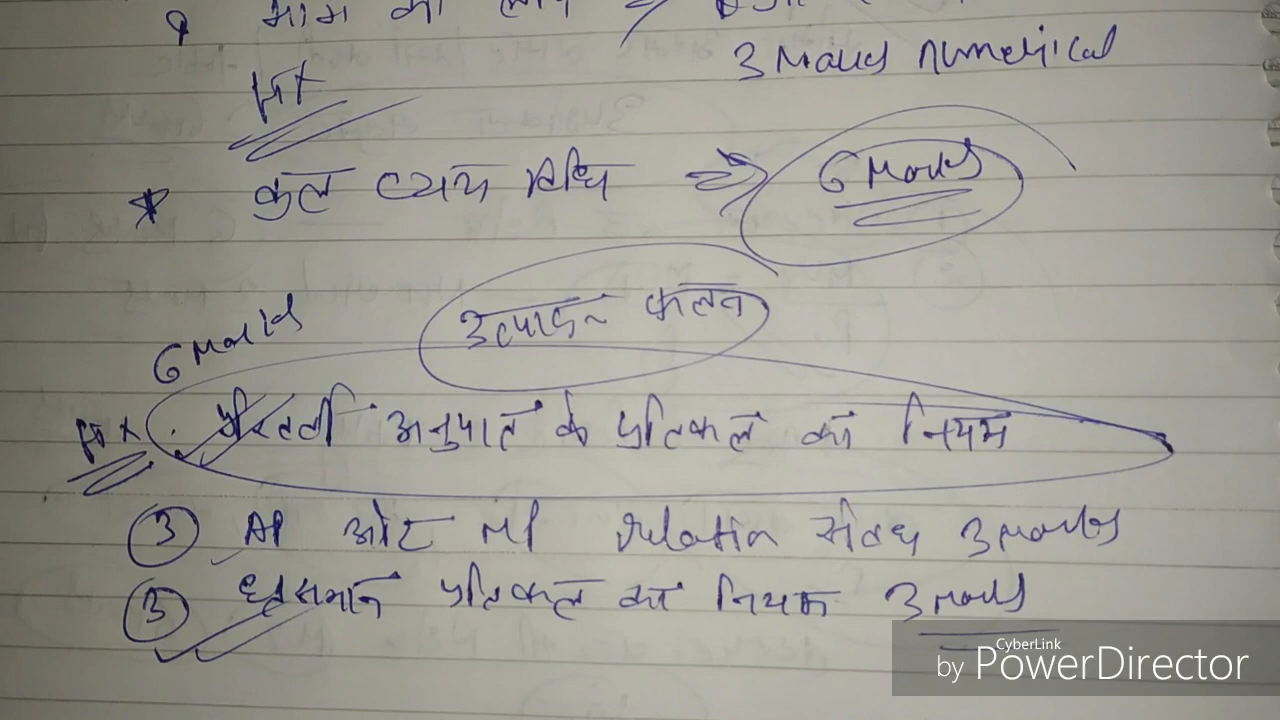 माग की लोच
3 Marks numerical
* कुल व्यय विधि ⇒ 6 Marks
उत्पादन फलन
6 Marks
परिवर्ती अनुपात के प्रतिफल का नियम
3 AP और MP relation संबंध 3 Marks
3 ह्रासमान प्रतिफल का नियम 3 Marks
CyberLink
by PowerDirector